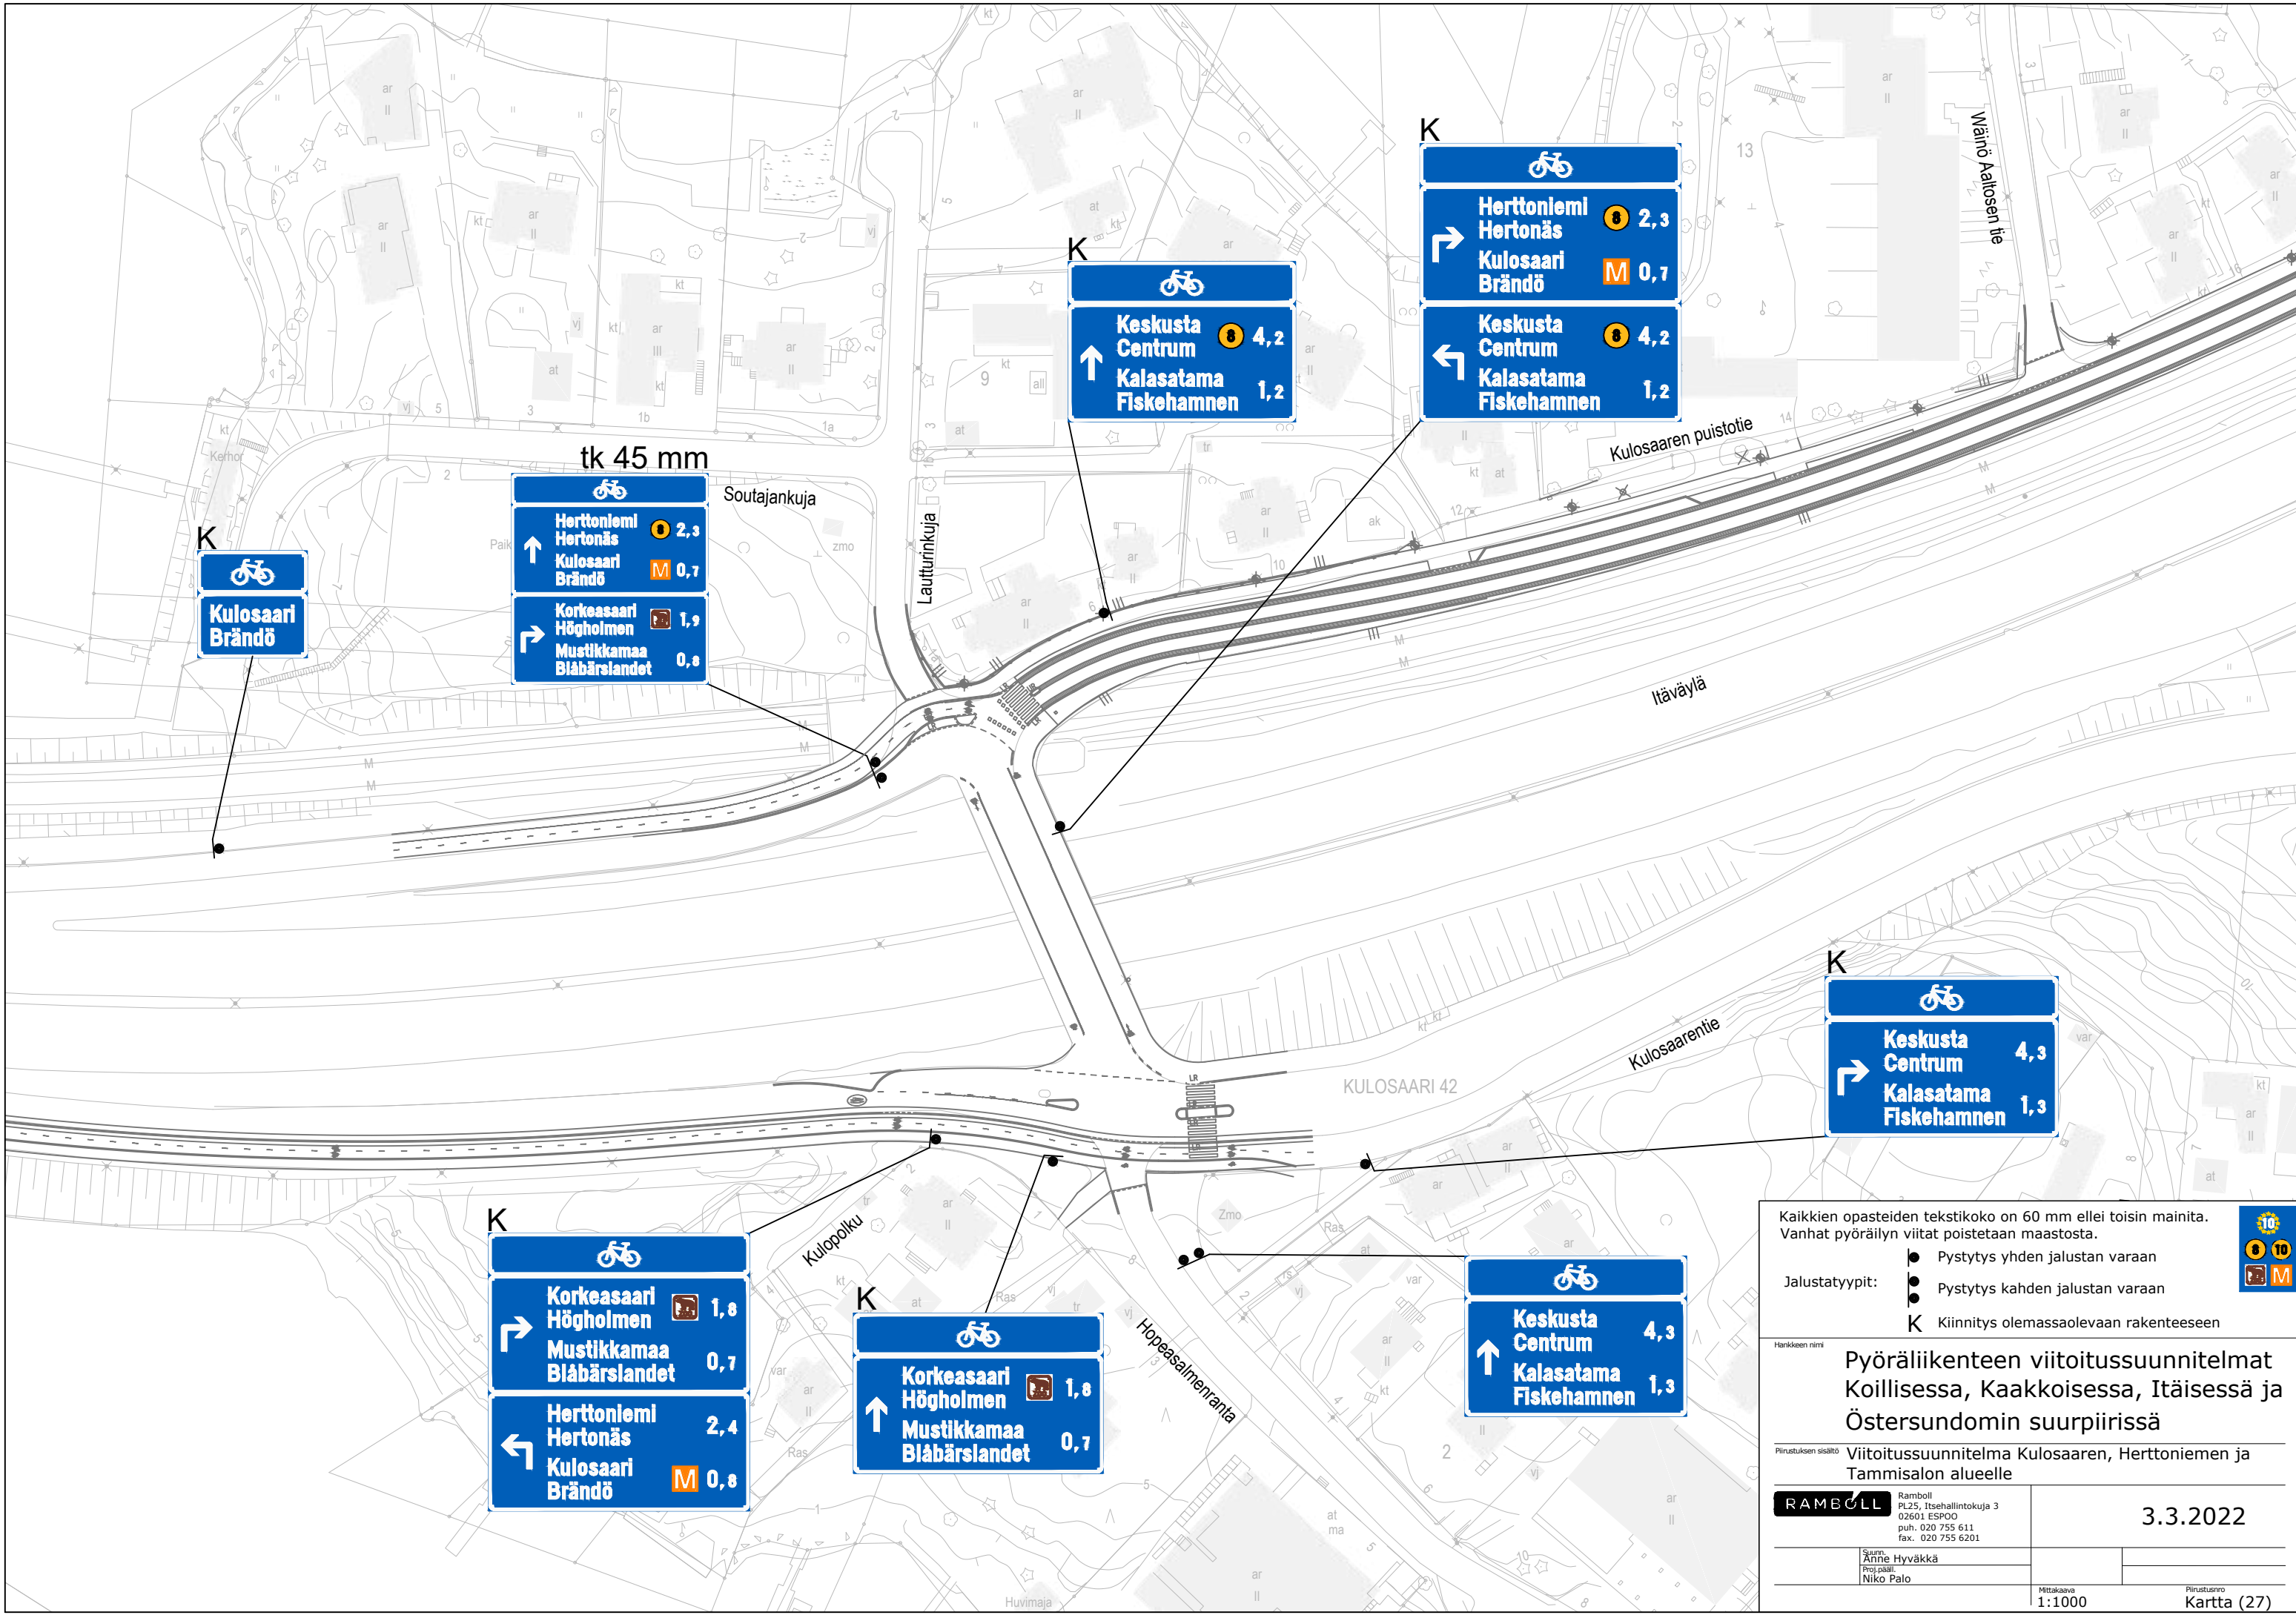 K
Kulosaari
Brändö
tk 45 mm
Herttoniemi 8 2,3
Hertonäs
Kulosaari M 0,7
Brändö
Korkeasaari 1,9
Högholmen
Mustikkamaa 0,8
Blåbärslandet
K
Keskusta 8 4,2
Centrum
Kalasatama 1,2
Fiskehamnen
K
Herttoniemi 8 2,3
Hertonäs
Kulosaari M 0,7
Brändö
Keskusta 8 4,2
Centrum
Kalasatama 1,2
Fiskehamnen
Wäinö Aaltosen tie
Kulosaaren puistotie
Soutajankuja
Lautturinkuja
Itäväylä
Kulosaarentie
KULOSAARI 42
K
Keskusta 4,3
Centrum
Kalasatama 1,3
Fiskehamnen
K
Korkeasaari 1,8
Högholmen
Mustikkamaa 0,7
Blåbärslandet
Herttoniemi 2,4
Hertonäs
Kulosaari M 0,8
Brändö
Kulopolku
K
Korkeasaari 1,8
Högholmen
Mustikkamaa 0,7
Blåbärslandet
Hopeasalmenranta
Keskusta 4,3
Centrum
Kalasatama 1,3
Fiskehamnen
Huvimaja
Zmo
Kaikkien opasteiden tekstikoko on 60 mm ellei toisin mainita.
Vanhat pyöräilyn viitat poistetaan maastosta.
Jalustatyypit:
Pystytys yhden jalustan varaan
Pystytys kahden jalustan varaan
K Kiinnitys olemassaolevaan rakenteeseen
10
8 10
M
Hankkeen nimi
Pyöräliikenteen viitoitussuunnitelmat
Koillisessa, Kaakkoisessa, Itäisessä ja
Östersundomin suurpiirissä
Piirustuksen sisältö
Viitoitussuunnitelma Kulosaaren, Herttoniemen ja
Tammisalon alueelle
RAMBOLL
Ramboll
PL25, Itsehallintokuja 3
02601 ESPOO
puh. 020 755 611
fax. 020 755 6201
3.3.2022
Suunn.
Anne Hyväkkä
Proj.pääll.
Niko Palo
Mittakaava
1:1000
Piirustusnro
Kartta (27)